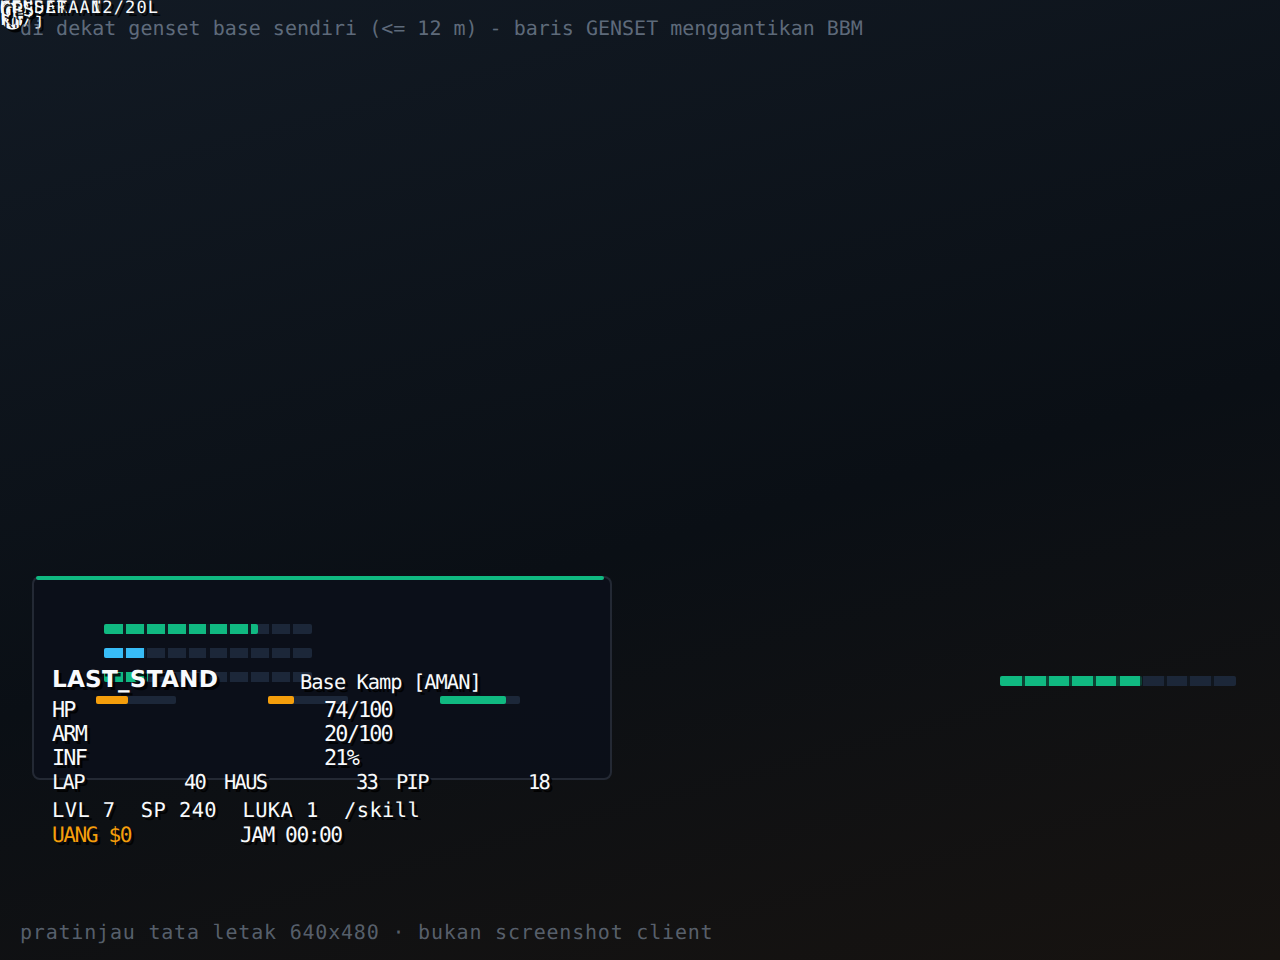 di dekat genset base sendiri (<= 12 m) - baris GENSET menggantikan BBM
LAST_STAND
Base Kamp [AMAN]
HP 74/100
ARM 20/100
INF 21%
LAP 40 HAUS 33 PIP 18
LVL 7 SP 240 LUKA 1 /skill
UANG $0 JAM 00:00
pratinjau tata letak 640x480 · bukan screenshot client